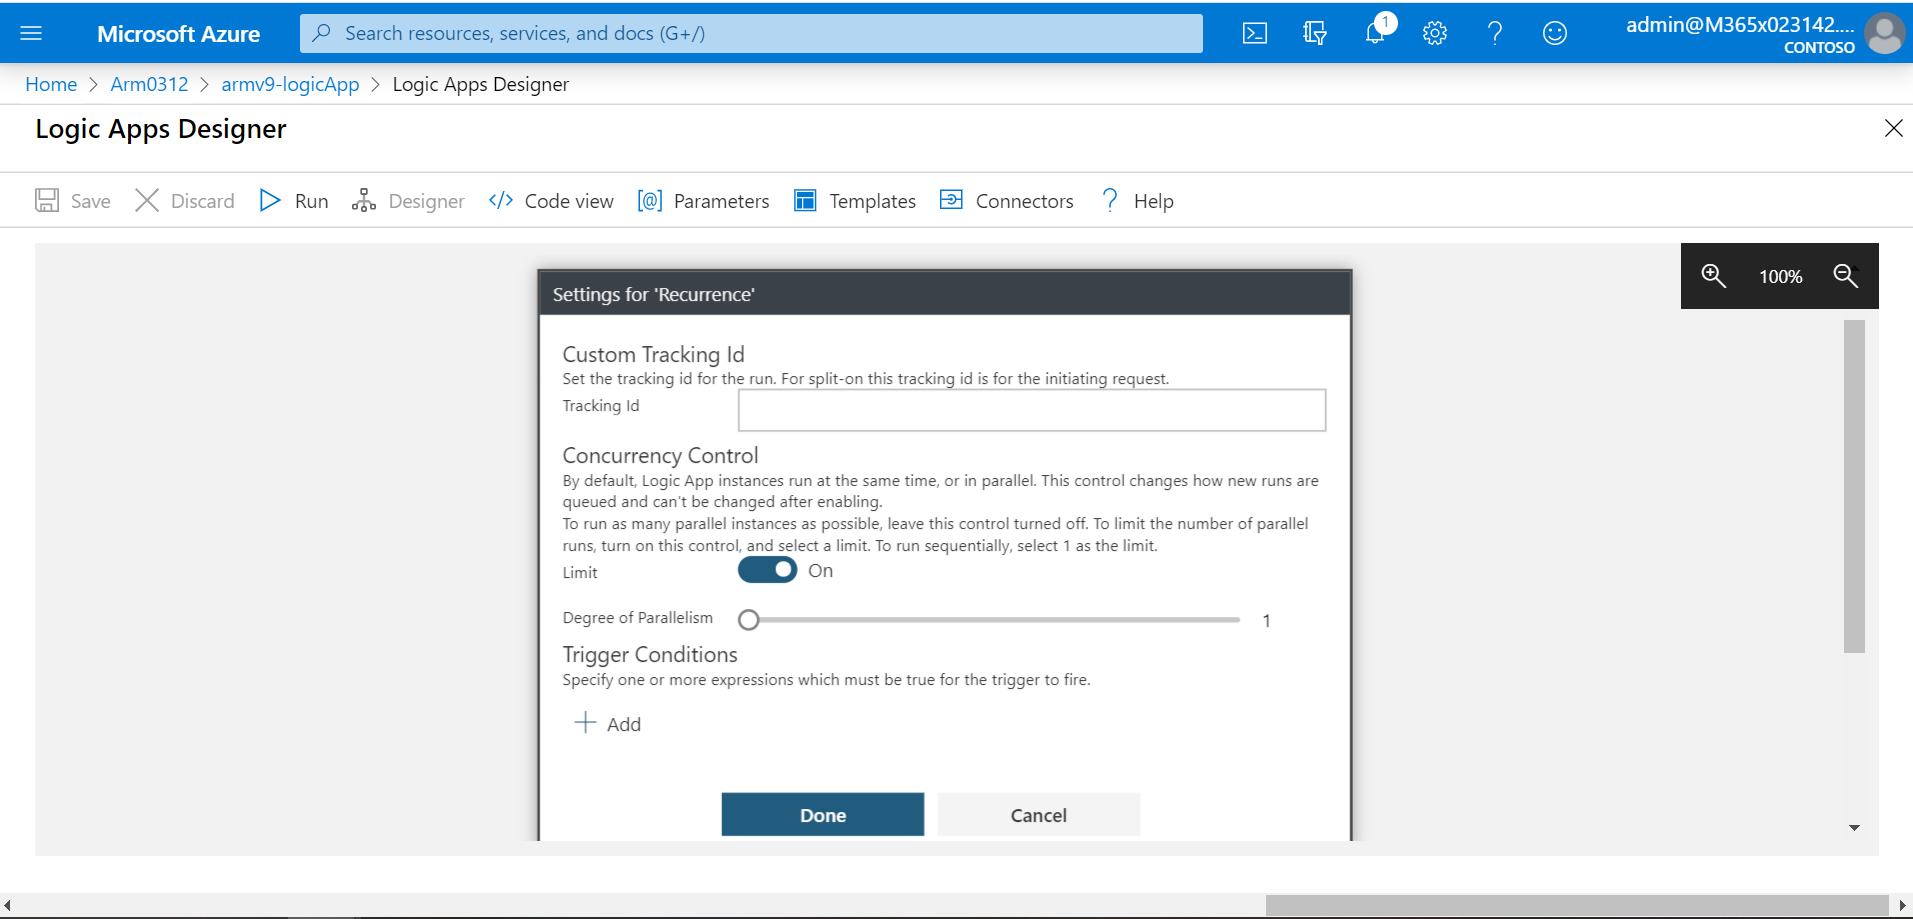 Microsoft Azure
Search resources, services, and docs (G+/)
1
admin@M365x023142....
CONTOSO
Home > Arm0312 > armv9-logicApp > Logic Apps Designer
Logic Apps Designer
Save Discard Run Designer </> Code view [@] Parameters Templates Connectors ? Help
100%
Settings for 'Recurrence'
Custom Tracking Id
Set the tracking id for the run. For split-on this tracking id is for the initiating request.
Tracking Id
Concurrency Control
By default, Logic App instances run at the same time, or in parallel. This control changes how new runs are
queued and can't be changed after enabling.
To run as many parallel instances as possible, leave this control turned off. To limit the number of parallel
runs, turn on this control, and select a limit. To run sequentially, select 1 as the limit.
Limit On
Degree of Parallelism 1
Trigger Conditions
Specify one or more expressions which must be true for the trigger to fire.
Add
Done Cancel